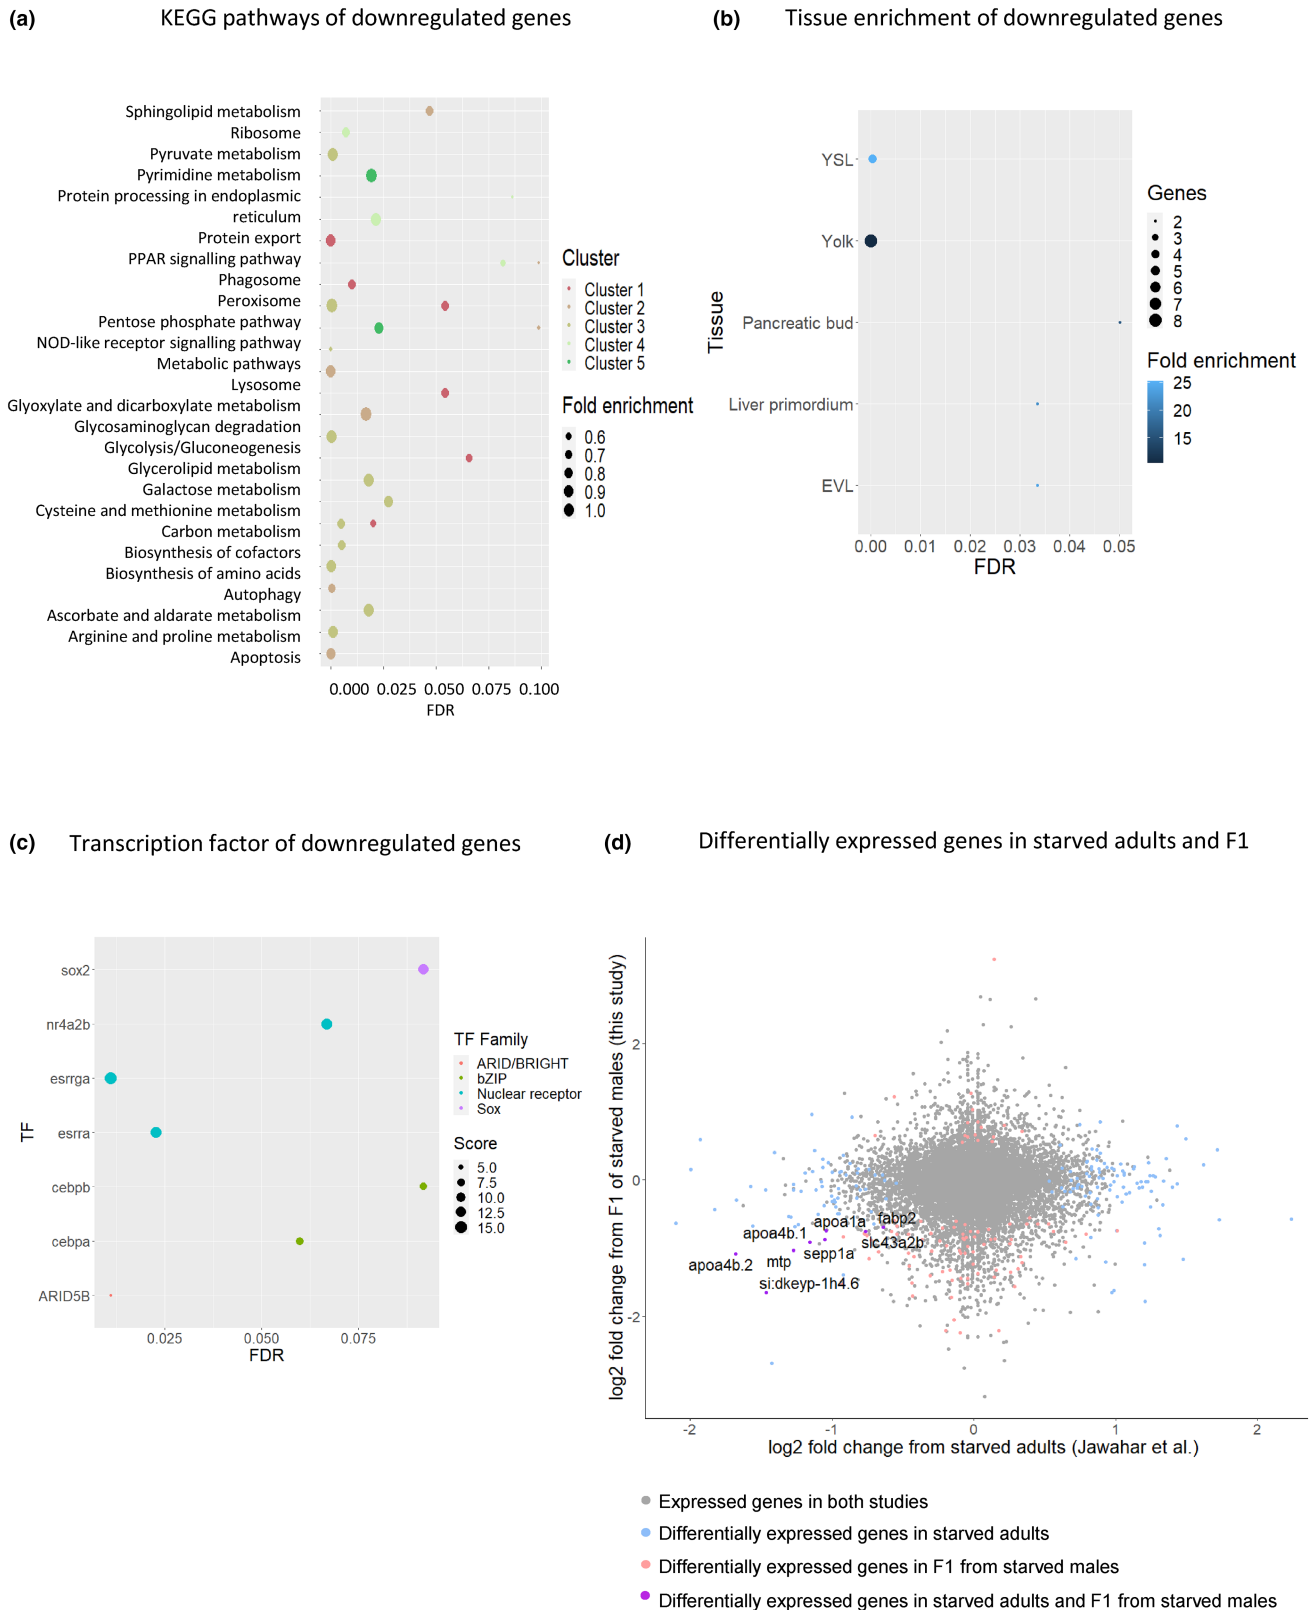 (a) KEGG pathways of downregulated genes
Sphingolipid metabolism
Ribosome
Pyruvate metabolism
Pyrimidine metabolism
Protein processing in endoplasmic
reticulum
Protein export
PPAR signalling pathway
Phagosome
Peroxisome
Pentose phosphate pathway
NOD-like receptor signalling pathway
Metabolic pathways
Lysosome
Glyoxylate and dicarboxylate metabolism
Glycosaminoglycan degradation
Glycolysis/Gluconeogenesis
Glycerolipid metabolism
Galactose metabolism
Cysteine and methionine metabolism
Carbon metabolism
Biosynthesis of cofactors
Biosynthesis of amino acids
Autophagy
Ascorbate and aldarate metabolism
Arginine and proline metabolism
Apoptosis
0.000 0.025 0.050 0.075 0.100
FDR
Cluster
Cluster 1
Cluster 2
Cluster 3
Cluster 4
Cluster 5
Fold enrichment
0.6
0.7
0.8
0.9
1.0
(b) Tissue enrichment of downregulated genes
Tissue
YSL
Yolk
Pancreatic bud
Liver primordium
EVL
0.00 0.01 0.02 0.03 0.04 0.05
FDR
Genes
2
3
4
5
6
7
8
Fold enrichment
25
20
15
(c) Transcription factor of downregulated genes
TF
sox2
nr4a2b
esrrga
esrra
cebpb
cebpa
ARID5B
0.025 0.050 0.075
FDR
TF Family
ARID/BRIGHT
bZIP
Nuclear receptor
Sox
Score
5.0
7.5
10.0
12.5
15.0
(d) Differentially expressed genes in starved adults and F1
log2 fold change from F1 of starved males (this study)
2
0
-2
fabp2
apoa1a
apoa4b.1
slc43a2b
sepp1a
mtp
apoa4b.2
si:dkeyp-1h4.6
-2 -1 0 1 2
log2 fold change from starved adults (Jawahar et al.)
Expressed genes in both studies
Differentially expressed genes in starved adults
Differentially expressed genes in F1 from starved males
Differentially expressed genes in starved adults and F1 from starved males